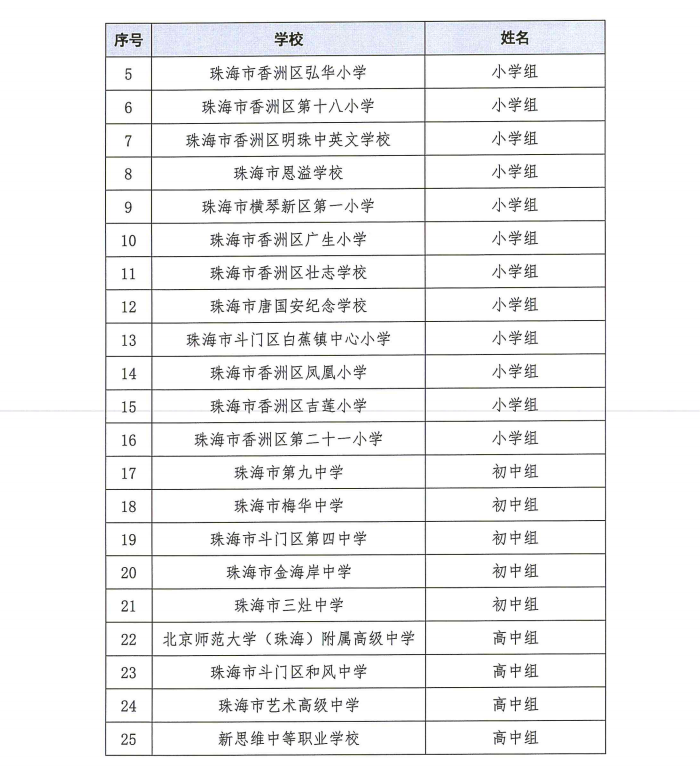 序号 学校 姓名
5 珠海市香洲区弘华小学 小学组
6 珠海市香洲区第十八小学 小学组
7 珠海市香洲区明珠中英文学校 小学组
8 珠海市恩溢学校 小学组
9 珠海市横琴新区第一小学 小学组
10 珠海市香洲区广生小学 小学组
11 珠海市香洲区壮志学校 小学组
12 珠海市唐国安纪念学校 小学组
13 珠海市斗门区白蕉镇中心小学 小学组
14 珠海市香洲区凤凰小学 小学组
15 珠海市香洲区吉莲小学 小学组
16 珠海市香洲区第二十一小学 小学组
17 珠海市第九中学 初中组
18 珠海市梅华中学 初中组
19 珠海市斗门区第四中学 初中组
20 珠海市金海岸中学 初中组
21 珠海市三灶中学 初中组
22 北京师范大学（珠海）附属高级中学 高中组
23 珠海市斗门区和风中学 高中组
24 珠海市艺术高级中学 高中组
25 新思维中等职业学校 高中组